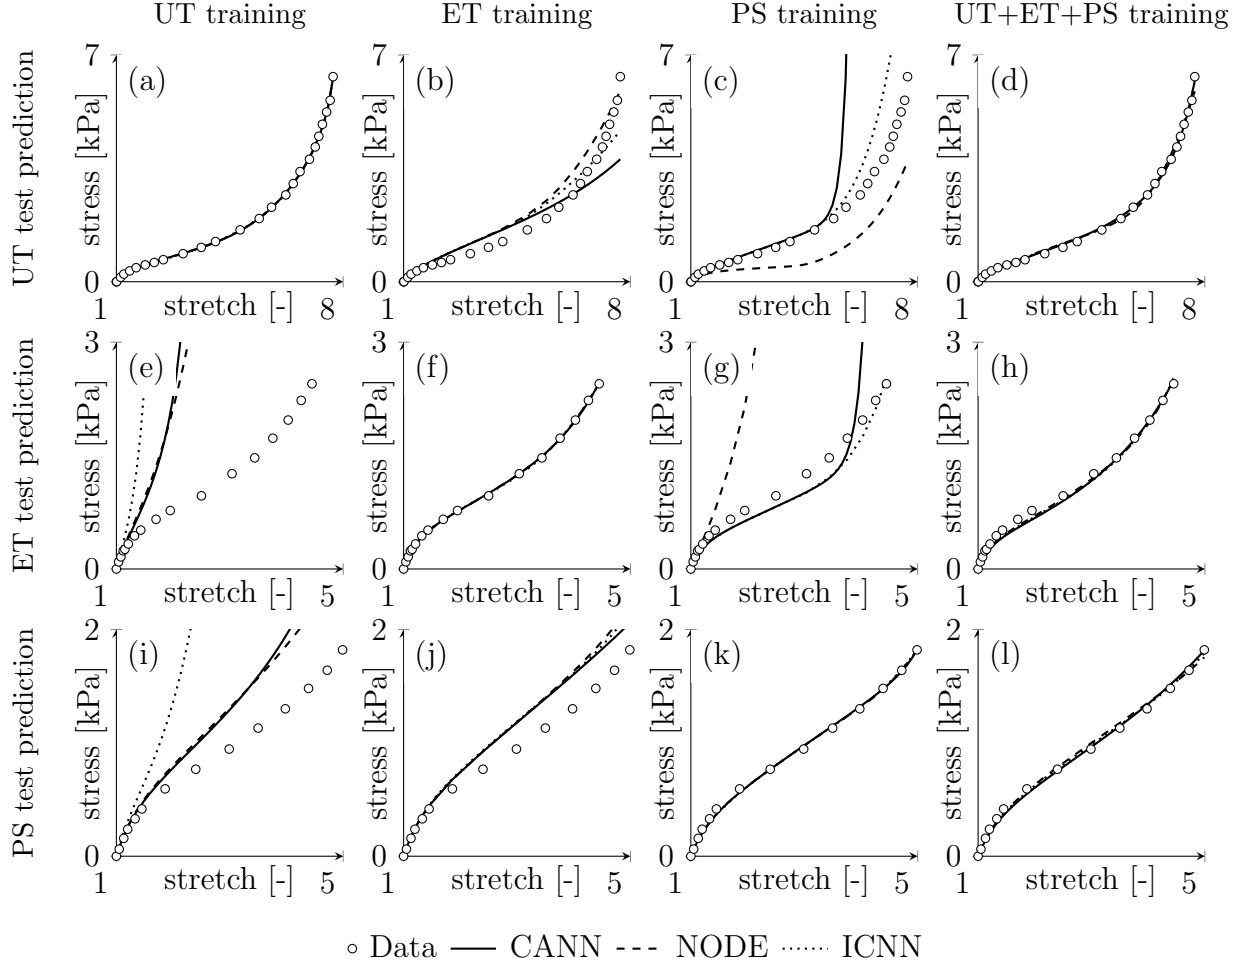 UT training ET training PS training UT+ET+PS training
UT test prediction
7 (a) stress [kPa] 0 1 stretch [-] 8
7 (b) stress [kPa] 0 1 stretch [-] 8
7 (c) stress [kPa] 0 1 stretch [-] 8
7 (d) stress [kPa] 0 1 stretch [-] 8
ET test prediction
3 (e) stress [kPa] 0 1 stretch [-] 5
3 (f) stress [kPa] 0 1 stretch [-] 5
3 (g) stress [kPa] 0 1 stretch [-] 5
3 (h) stress [kPa] 0 1 stretch [-] 5
PS test prediction
2 (i) stress [kPa] 0 1 stretch [-] 5
2 (j) stress [kPa] 0 1 stretch [-] 5
2 (k) stress [kPa] 0 1 stretch [-] 5
2 (l) stress [kPa] 0 1 stretch [-] 5
Data CANN NODE ICNN